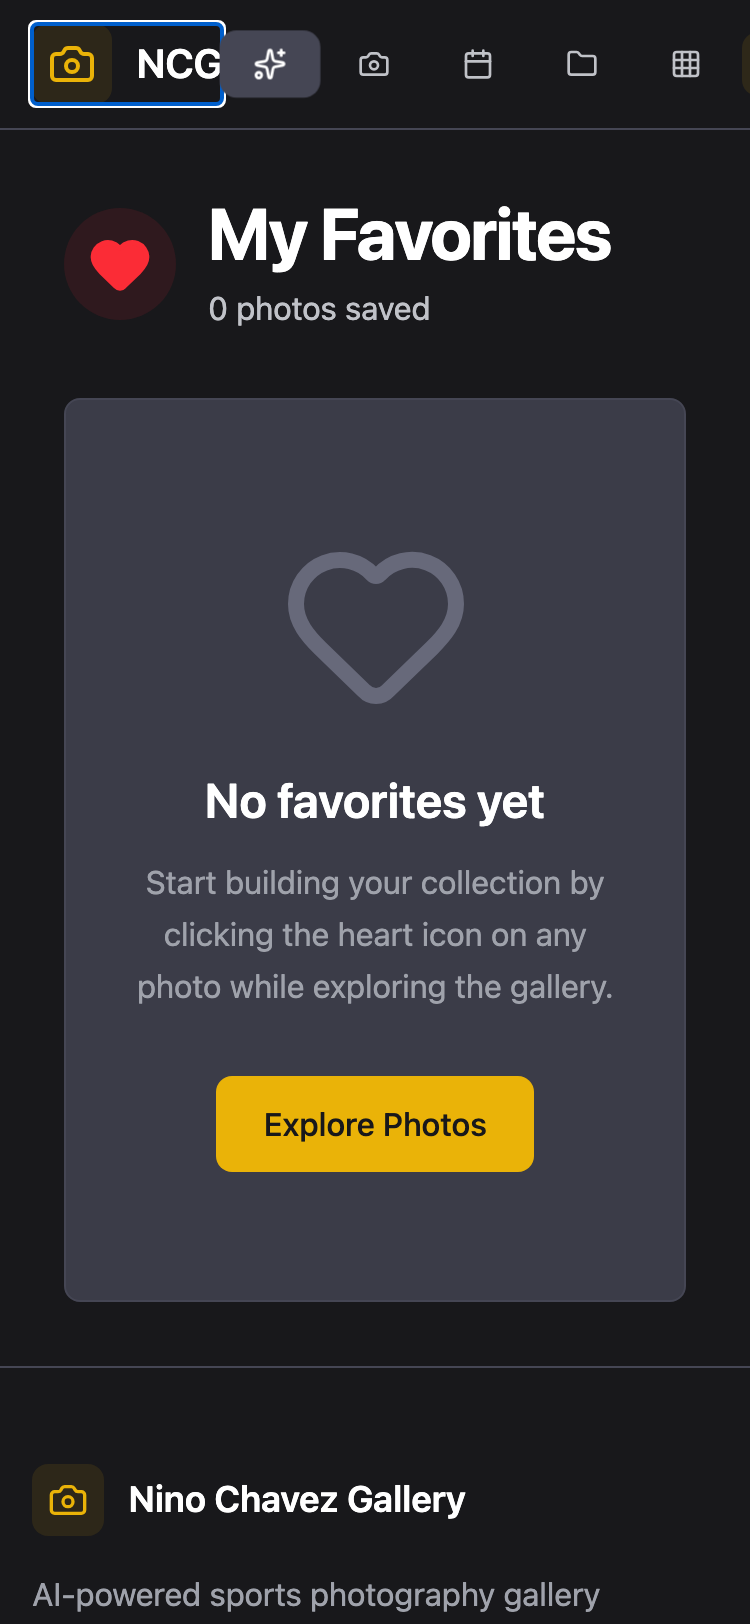 NCG
My Favorites
0 photos saved
No favorites yet
Start building your collection by
clicking the heart icon on any
photo while exploring the gallery.
Explore Photos
Nino Chavez Gallery
AI-powered sports photography gallery